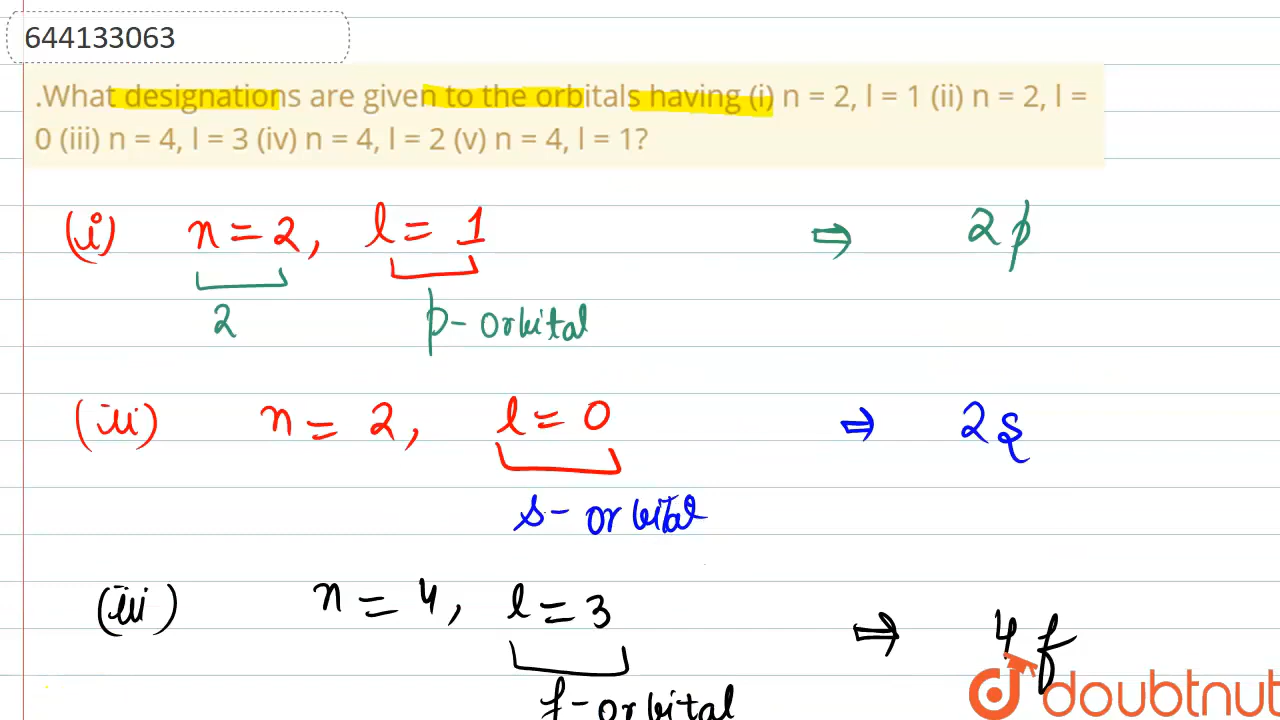 644133063
.What designations are given to the orbitals having (i) n = 2, l = 1 (ii) n = 2, l =
0 (iii) n = 4, l = 3 (iv) n = 4, l = 2 (v) n = 4, l = 1?
(i) n = 2, l = 1 ⇒ 2p
2 p- orbital
(ii) n = 2, l = 0 ⇒ 2s
s- orbital
(iii) n = 4, l = 3 ⇒ 4f
f- orbital
doubtnut